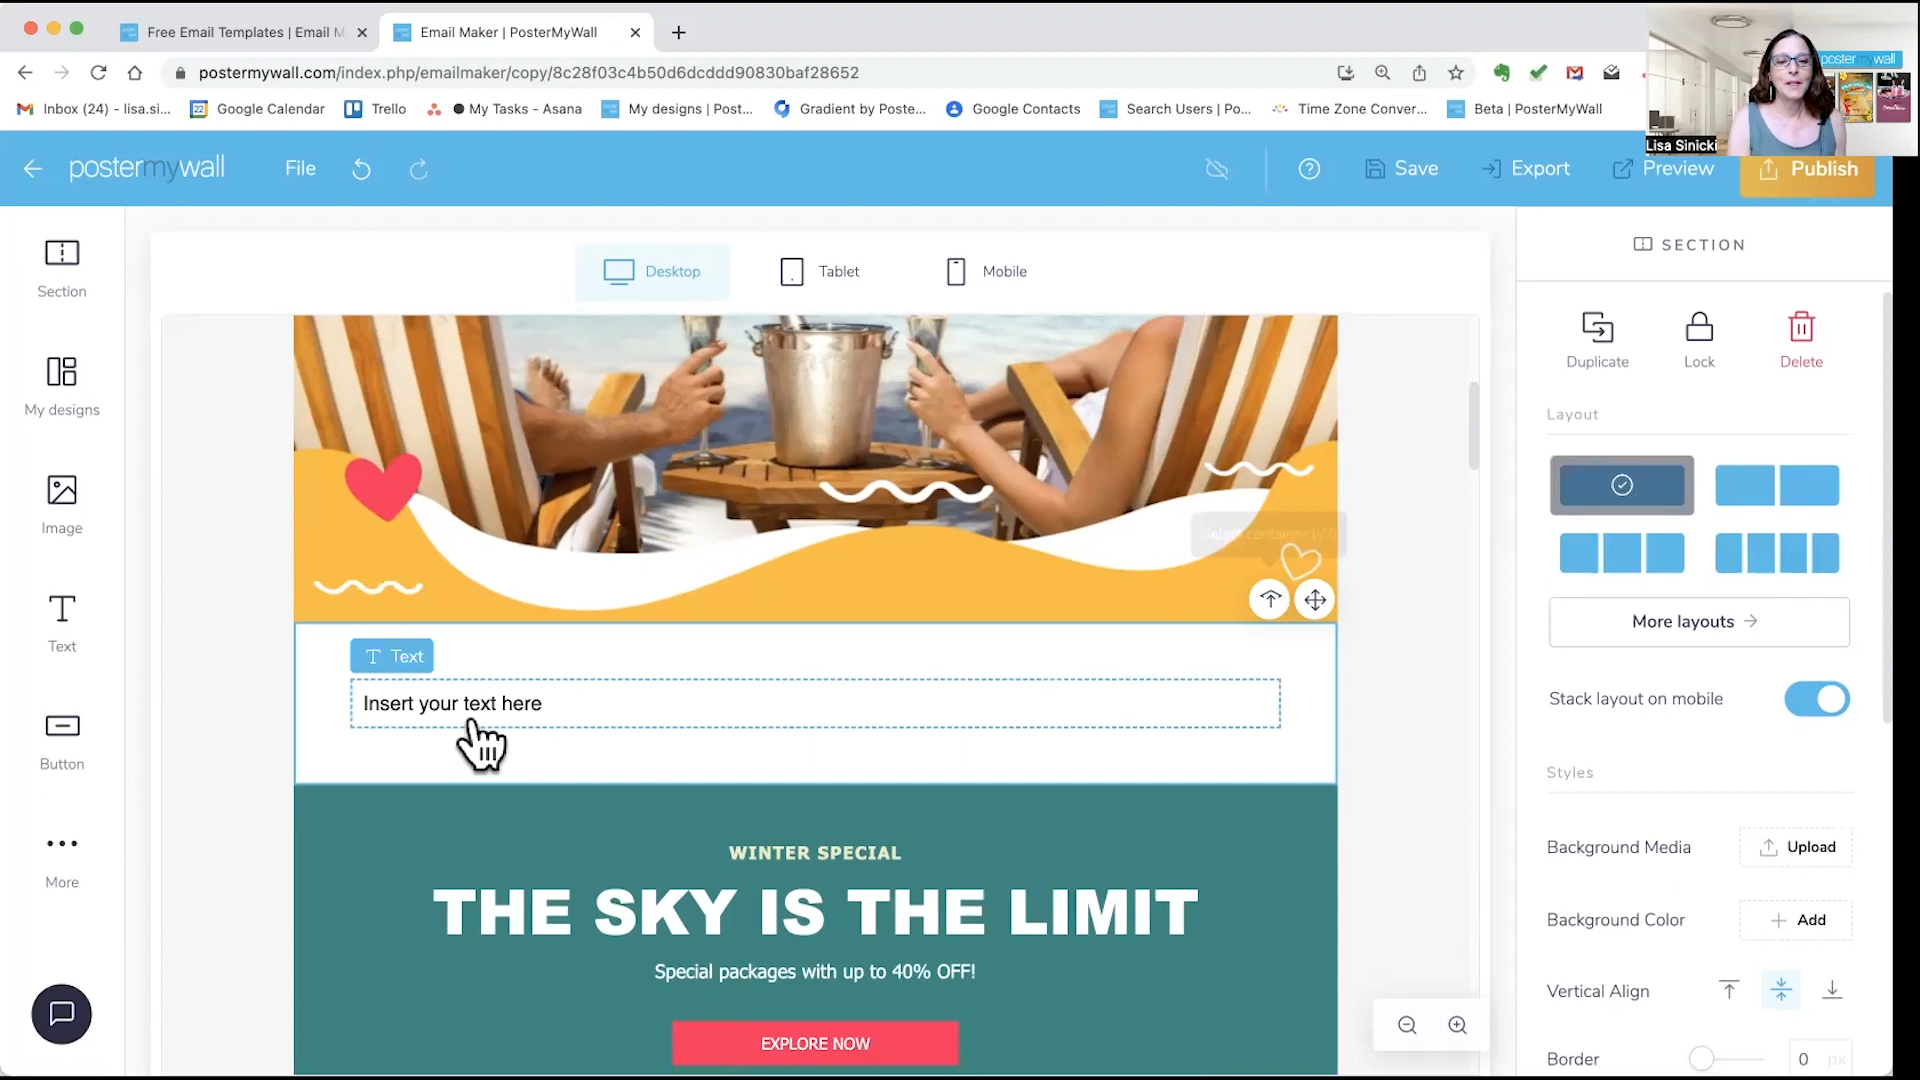 Free Email Templates | Email M
Email Maker | PosterMyWall
postermywall.com/index.php/emailmaker/copy/8c28f03c4b50d6dcddd90830baf28652
Inbox (24) - lisa.si...
Google Calendar
Trello
My Tasks - Asana
My designs | Post...
Gradient by Poste...
Google Contacts
Search Users | Po...
Time Zone Conver...
Beta | PosterMyWall
postermywall
Lisa Sinicki
postermywall
File
Save
Export
Preview
Publish
Section
My designs
Image
Text
Button
More
Desktop
Tablet
Mobile
Select container
Text
Insert your text here
WINTER SPECIAL
THE SKY IS THE LIMIT
Special packages with up to 40% OFF!
EXPLORE NOW
SECTION
Duplicate
Lock
Delete
Layout
More layouts
Stack layout on mobile
Styles
Background Media
Upload
Background Color
Add
Vertical Align
Border
0 px